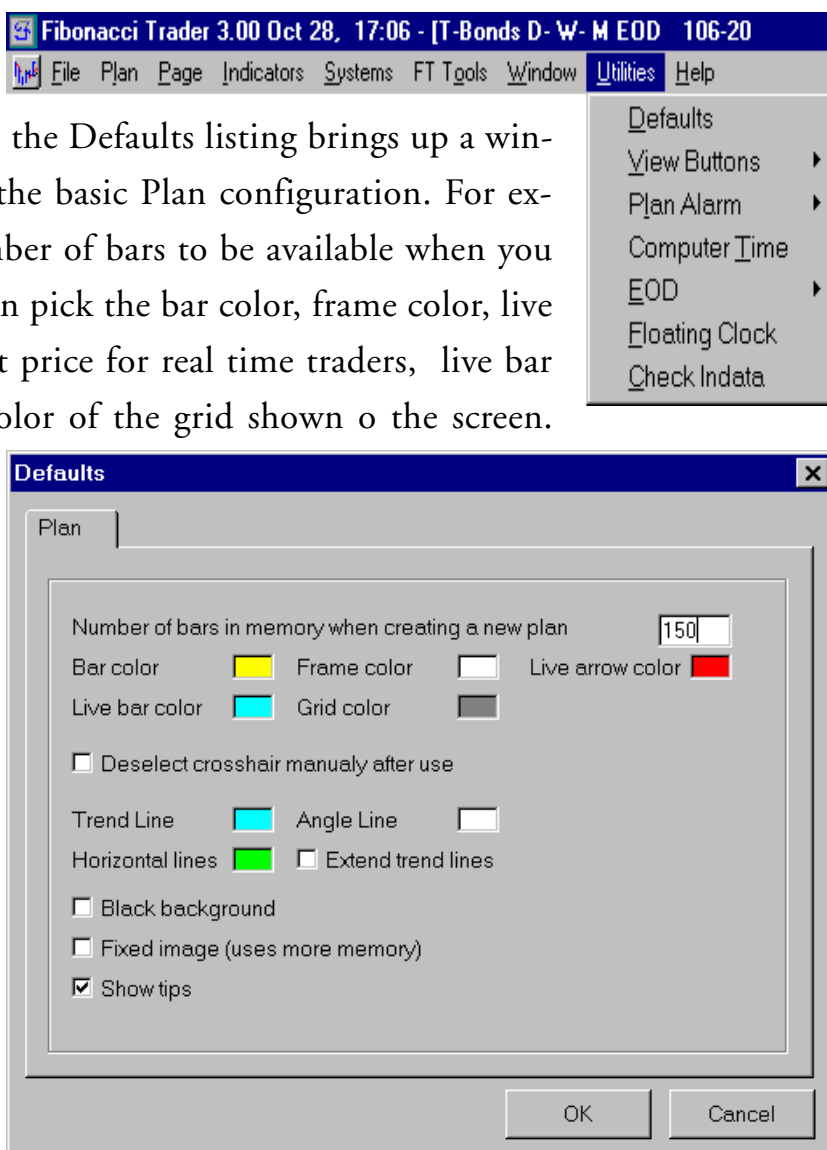 Fibonacci Trader 3.00 Oct 28, 17:06 - [T-Bonds D- W- M EOD 106-20
File Plan Page Indicators Systems FT Tools Window Utilities Help
Defaults
View Buttons
Plan Alarm
Computer Time
EOD
Floating Clock
Check Indata
the Defaults listing brings up a win-
the basic Plan configuration. For ex-
ber of bars to be available when you
n pick the bar color, frame color, live
t price for real time traders, live bar
olor of the grid shown o the screen.
Defaults
Plan
Number of bars in memory when creating a new plan 150
Bar color Frame color Live arrow color
Live bar color Grid color
Deselect crosshair manualy after use
Trend Line Angle Line
Horizontal lines Extend trend lines
Black background
Fixed image (uses more memory)
Show tips
OK Cancel